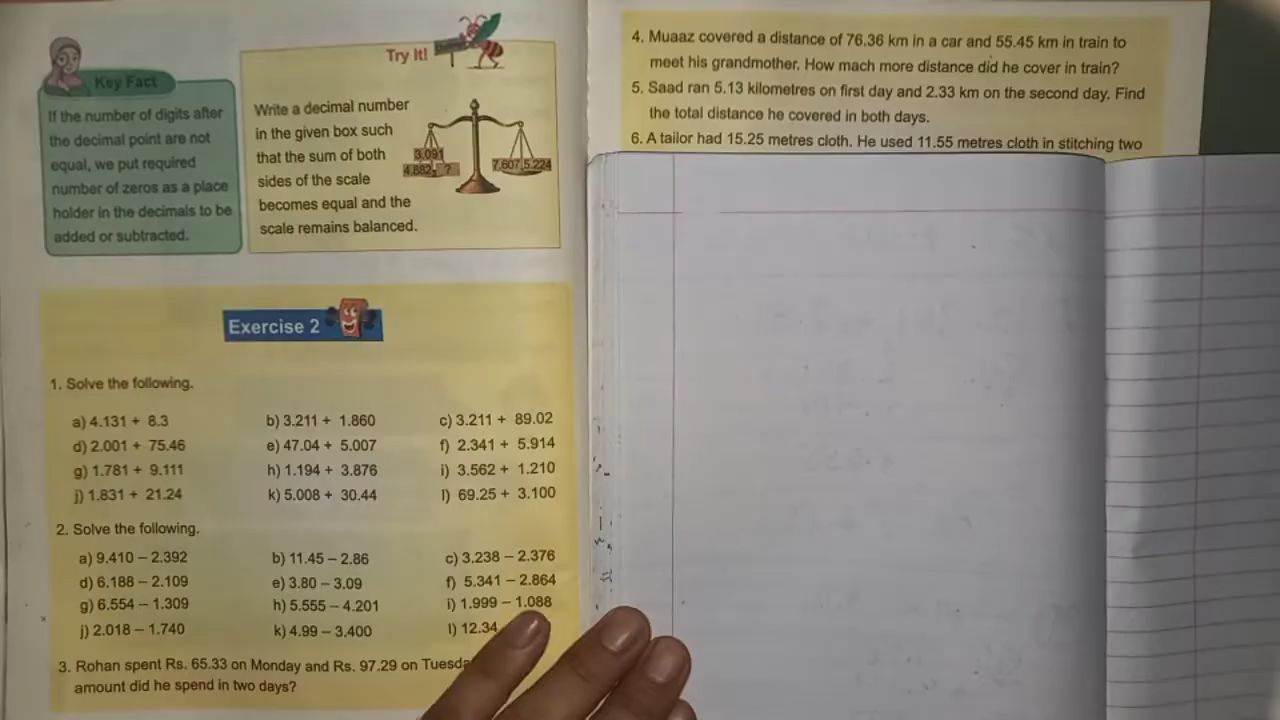 Key Fact
If the number of digits after
the decimal point are not
equal, we put required
number of zeros as a place
holder in the decimals to be
added or subtracted.
Try It!
Write a decimal number
in the given box such
that the sum of both
sides of the scale
becomes equal and the
scale remains balanced.
3.091
4.882, ?
7.607,5.224
Exercise 2
1. Solve the following.
a) 4.131 + 8.3 b) 3.211 + 1.860 c) 3.211 + 89.02
d) 2.001 + 75.46 e) 47.04 + 5.007 f) 2.341 + 5.914
g) 1.781 + 9.111 h) 1.194 + 3.876 i) 3.562 + 1.210
j) 1.831 + 21.24 k) 5.008 + 30.44 l) 69.25 + 3.100
2. Solve the following.
a) 9.410 – 2.392 b) 11.45 – 2.86 c) 3.238 – 2.376
d) 6.188 – 2.109 e) 3.80 – 3.09 f) 5.341 – 2.864
g) 6.554 – 1.309 h) 5.555 – 4.201 i) 1.999 – 1.088
j) 2.018 – 1.740 k) 4.99 – 3.400 l) 12.34
3. Rohan spent Rs. 65.33 on Monday and Rs. 97.29 on
amount did he spend in two days?
4. Muaaz covered a distance of 76.36 km in a car and 55.45 km in train to
meet his grandmother. How mach more distance did he cover in train?
5. Saad ran 5.13 kilometres on first day and 2.33 km on the second day. Find
the total distance he covered in both days.
6. A tailor had 15.25 metres cloth. He used 11.55 metres cloth in stitching two